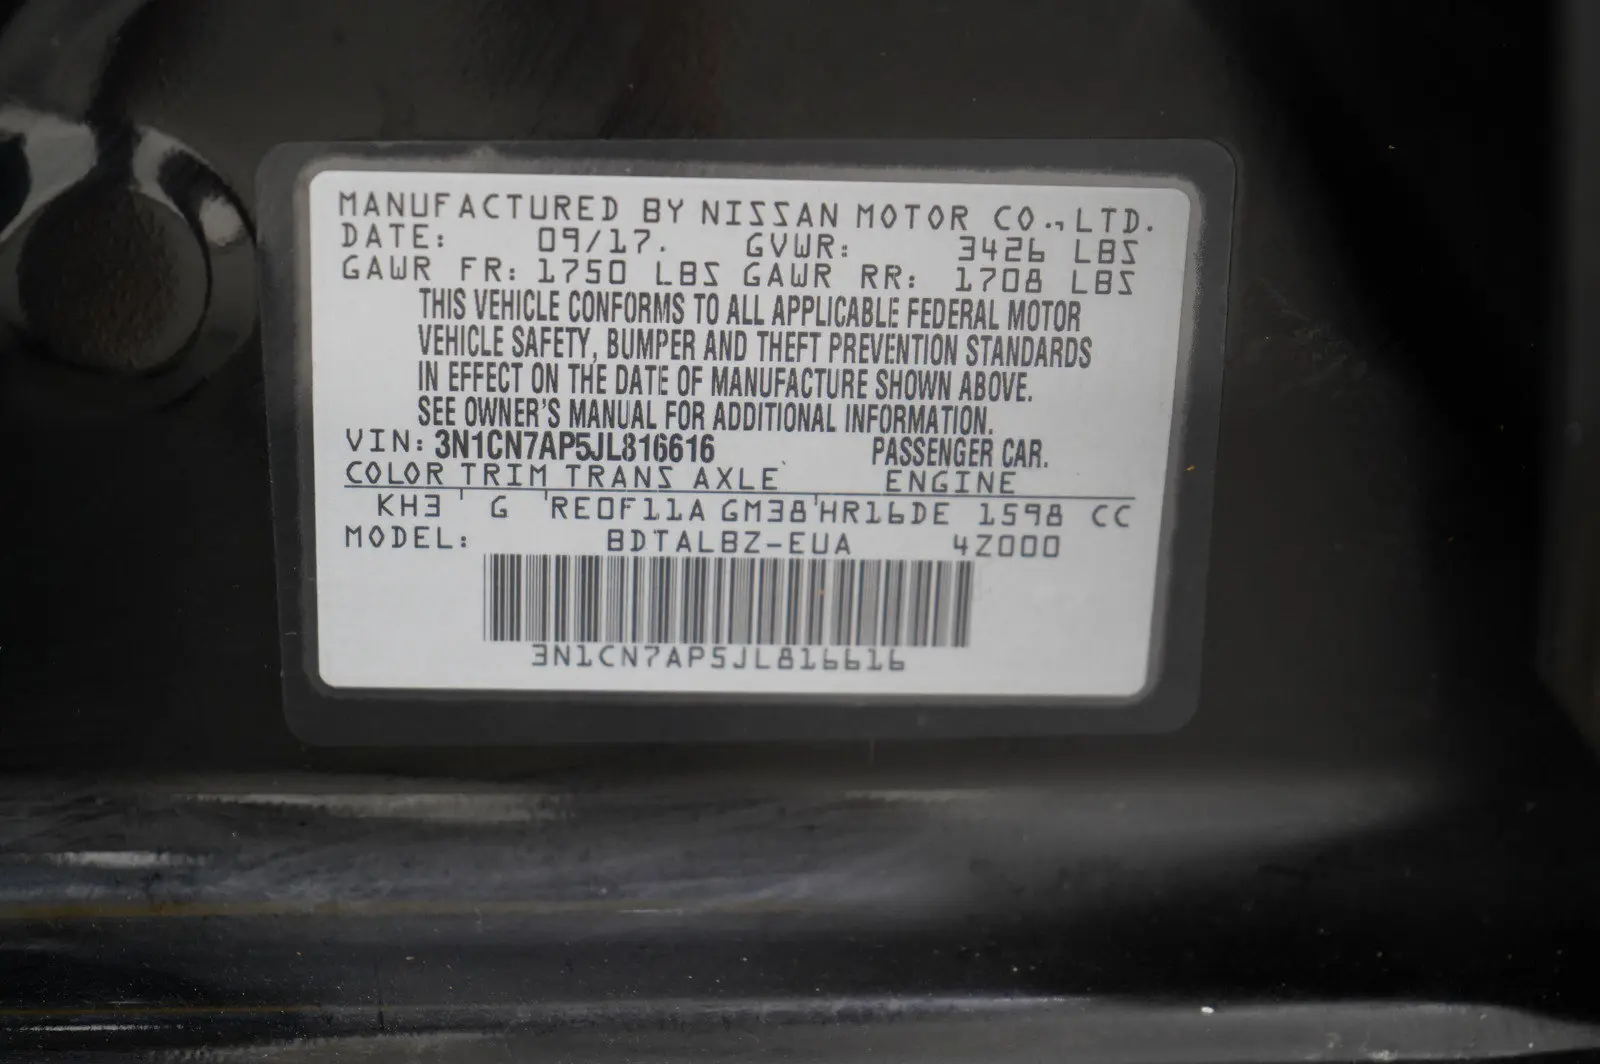 MANUFACTURED BY NISSAN MOTOR CO., LTD.
DATE: 09/17. GVWR: 3426 LBS
GAWR FR: 1750 LBS GAWR RR: 1708 LBS
THIS VEHICLE CONFORMS TO ALL APPLICABLE FEDERAL MOTOR
VEHICLE SAFETY, BUMPER AND THEFT PREVENTION STANDARDS
IN EFFECT ON THE DATE OF MANUFACTURE SHOWN ABOVE.
SEE OWNER'S MANUAL FOR ADDITIONAL INFORMATION.
VIN: 3N1CN7AP5JL816616 PASSENGER CAR.
COLOR TRIM TRANS AXLE ENGINE
KH3 G RE0F11A GM38 HR16DE 1598 CC
MODEL: BDTALBZ-EUA 4Z000
3N1CN7AP5JL816616